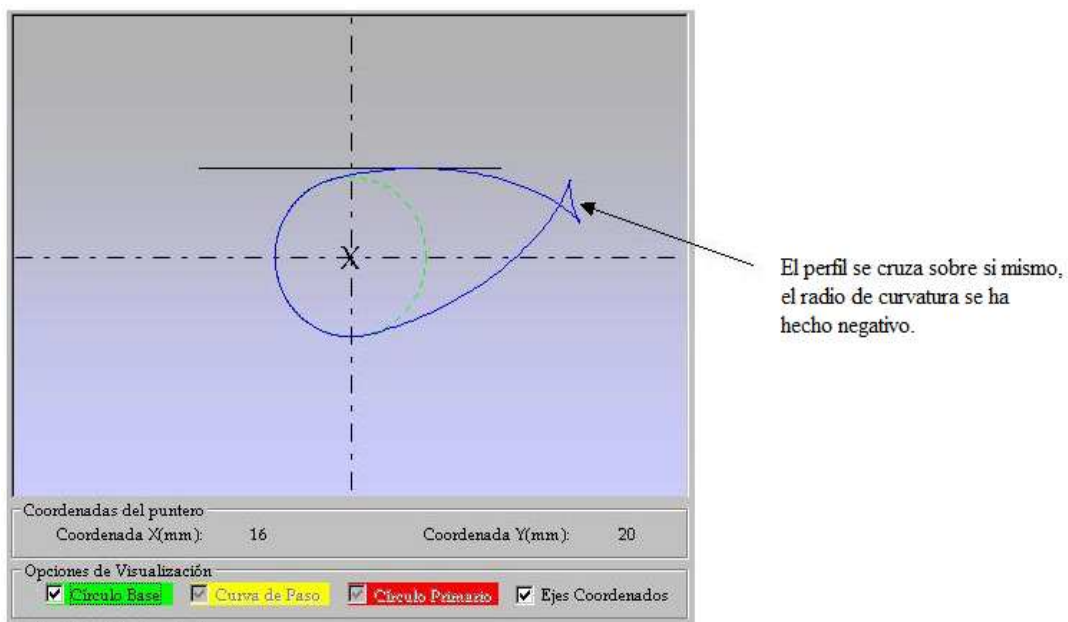 X
El perfil se cruza sobre si mismo,
el radio de curvatura se ha
hecho negativo.
Coordenadas del puntero
Coordenada X(mm): 16 Coordenada Y(mm): 20
Opciones de Visualización
Círculo Base Curva de Paso Círculo Primario Ejes Coordenados